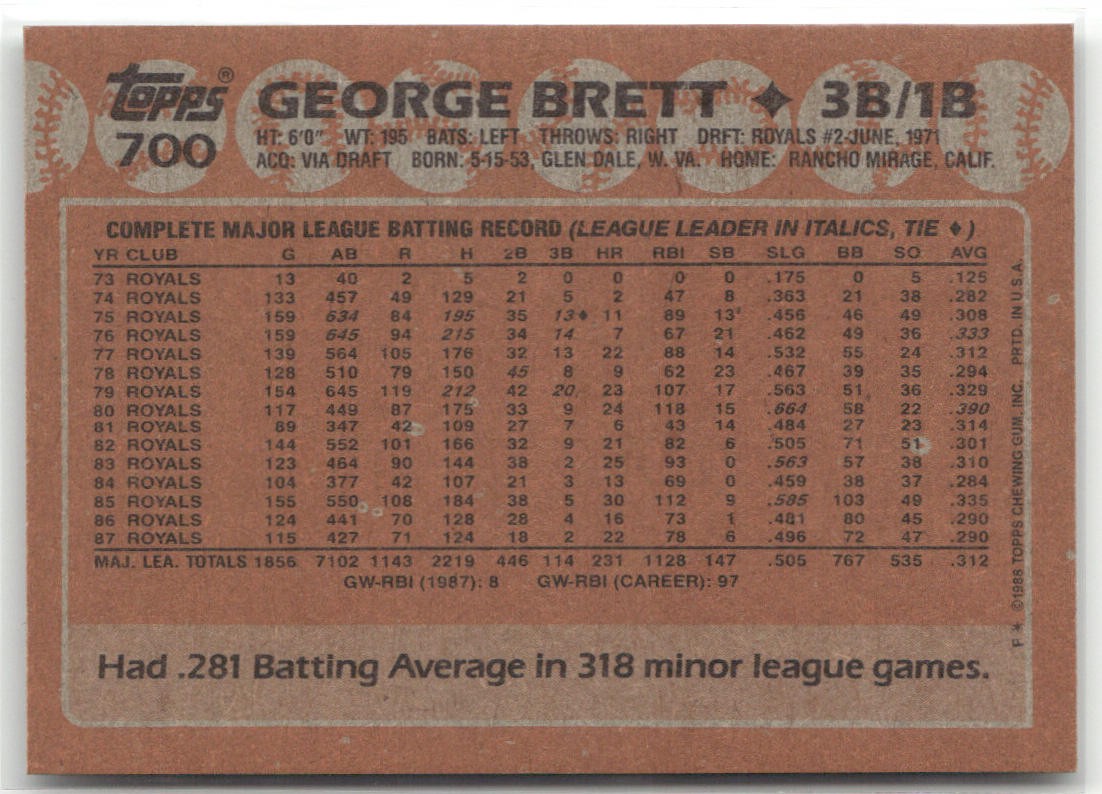 topps® GEORGE BRETT ♦ 3B/1B
700 HT: 6'0" WT: 195 BATS: LEFT THROWS: RIGHT DRFT: ROYALS #2-JUNE, 1971
ACQ: VIA DRAFT BORN: 5-15-53, GLEN DALE, W. VA. HOME: RANCHO MIRAGE, CALIF.
COMPLETE MAJOR LEAGUE BATTING RECORD (LEAGUE LEADER IN ITALICS, TIE ♦)
YR CLUB G AB R H 2B 3B HR RBI SB SLG BB SO AVG
73 ROYALS 13 40 2 5 2 0 0 0 0 .175 0 5 .125
74 ROYALS 133 457 49 129 21 5 2 47 8 .363 21 38 .282
75 ROYALS 159 634 84 195 35 13♦ 11 89 13 .456 46 49 .308
76 ROYALS 159 645 94 215 34 14 7 67 21 .462 49 36 .333
77 ROYALS 139 564 105 176 32 13 22 88 14 .532 55 24 .312
78 ROYALS 128 510 79 150 45 8 9 62 23 .467 39 35 .294
79 ROYALS 154 645 119 212 42 20 23 107 17 .563 51 36 .329
80 ROYALS 117 449 87 175 33 9 24 118 15 .664 58 22 .390
81 ROYALS 89 347 42 109 27 7 6 43 14 .484 27 23 .314
82 ROYALS 144 552 101 166 32 9 21 82 6 .505 71 51 .301
83 ROYALS 123 464 90 144 38 2 25 93 0 .563 57 38 .310
84 ROYALS 104 377 42 107 21 3 13 69 0 .459 38 37 .284
85 ROYALS 155 550 108 184 38 5 30 112 9 .585 103 49 .335
86 ROYALS 124 441 70 128 28 4 16 73 1 .481 80 45 .290
87 ROYALS 115 427 71 124 18 2 22 78 6 .496 72 47 .290
MAJ. LEA. TOTALS 1856 7102 1143 2219 446 114 231 1128 147 .505 767 535 .312
GW-RBI (1987): 8 GW-RBI (CAREER): 97
Had .281 Batting Average in 318 minor league games.
F * ©1988 TOPPS CHEWING GUM, INC. PRTD. IN U.S.A.